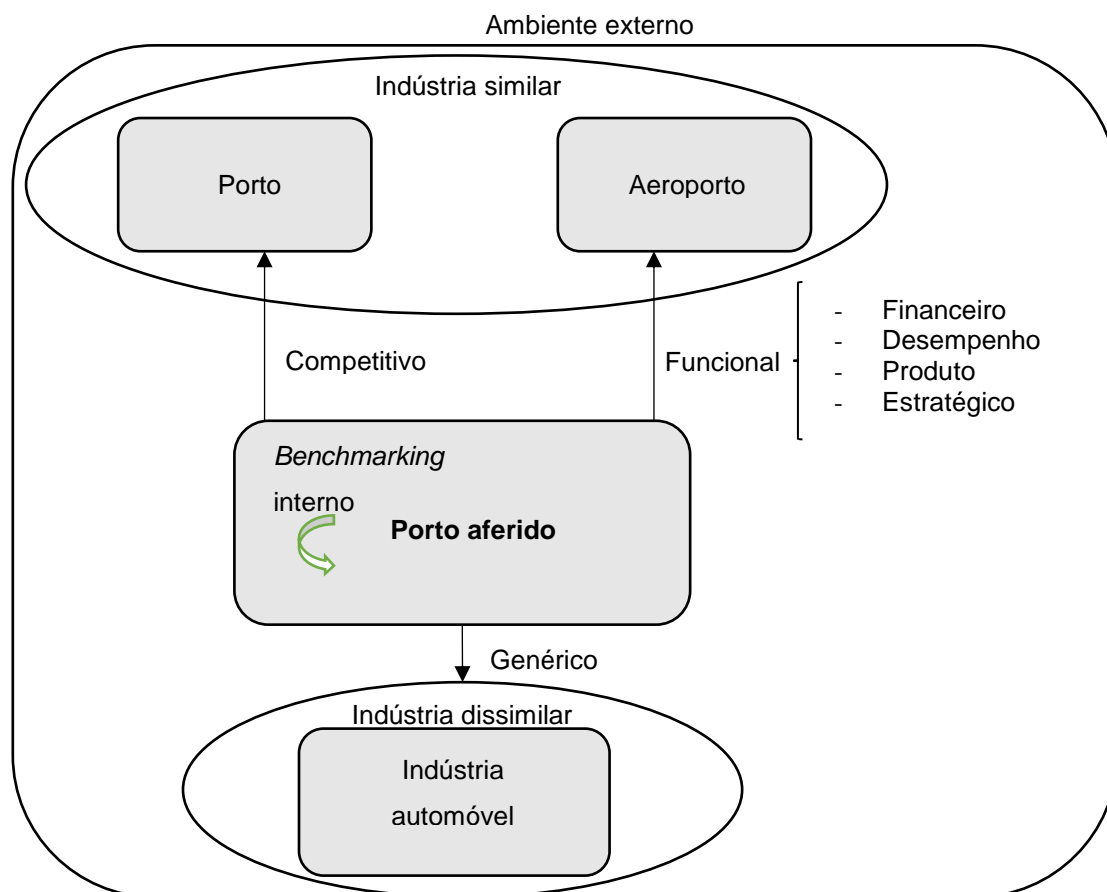 Ambiente externo
Indústria similar
Porto
Aeroporto
Competitivo
Funcional
- Financeiro
- Desempenho
- Produto
- Estratégico
Benchmarking
interno
Porto aferido
Genérico
Indústria dissimilar
Indústria
automóvel